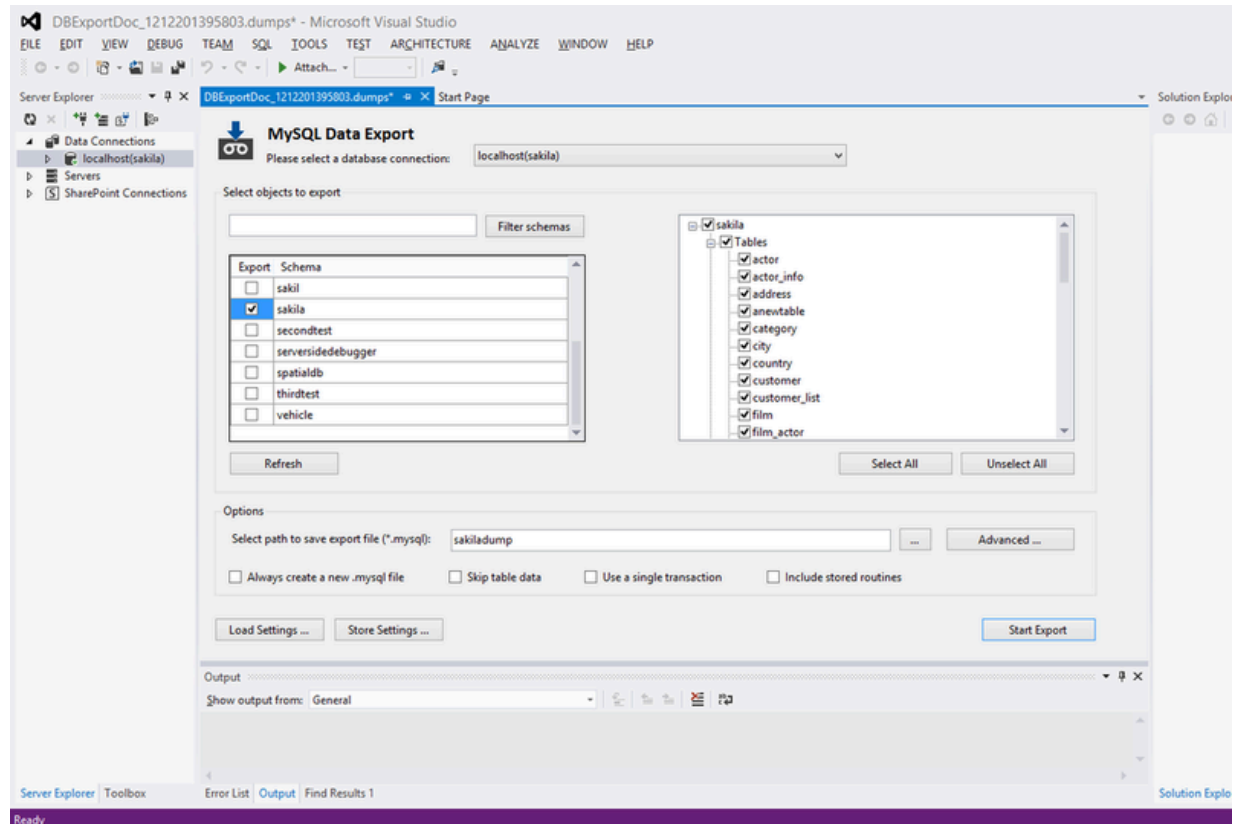 DBExportDoc_1212201395803.dumps* - Microsoft Visual Studio
FILE EDIT VIEW DEBUG TEAM SQL TOOLS TEST ARCHITECTURE ANALYZE WINDOW HELP
Attach...
Server Explorer
DBExportDoc_1212201395803.dumps* Start Page
Solution Explo
Data Connections
localhost(sakila)
Servers
SharePoint Connections
MySQL Data Export
Please select a database connection: localhost(sakila)
Select objects to export
Filter schemas
Export Schema
sakil
sakila
secondtest
serversidedebugger
spatialdb
thirdtest
vehicle
Refresh
sakila
Tables
actor
actor_info
address
anewtable
category
city
country
customer
customer_list
film
film_actor
Select All Unselect All
Options
Select path to save export file (*.mysql): sakiladump ... Advanced ...
Always create a new .mysql file Skip table data Use a single transaction Include stored routines
Load Settings ... Store Settings ... Start Export
Output
Show output from: General
Server Explorer Toolbox Error List Output Find Results 1 Solution Explo
Ready